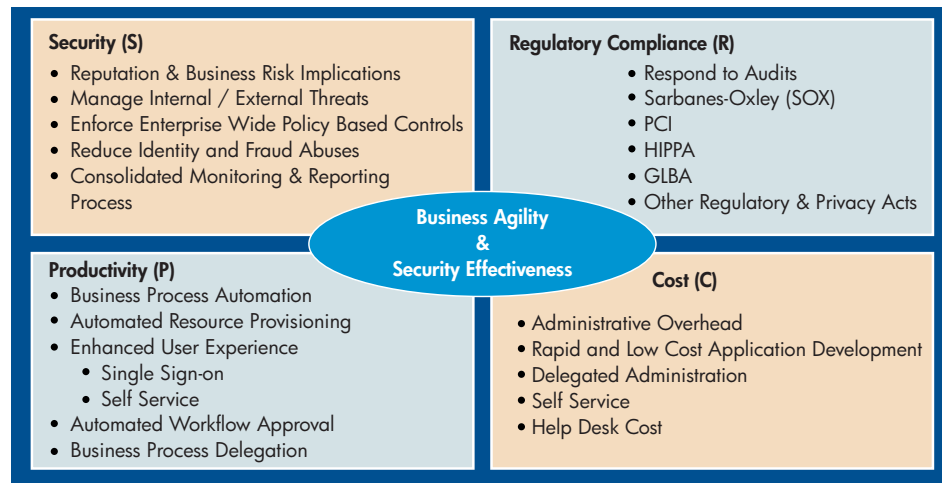 Security (S)
• Reputation & Business Risk Implications
• Manage Internal / External Threats
• Enforce Enterprise Wide Policy Based Controls
• Reduce Identity and Fraud Abuses
• Consolidated Monitoring & Reporting
Process
Regulatory Compliance (R)
• Respond to Audits
• Sarbanes-Oxley (SOX)
• PCI
• HIPPA
• GLBA
• Other Regulatory & Privacy Acts
Business Agility
&
Security Effectiveness
Productivity (P)
• Business Process Automation
• Automated Resource Provisioning
• Enhanced User Experience
• Single Sign-on
• Self Service
• Automated Workflow Approval
• Business Process Delegation
Cost (C)
• Administrative Overhead
• Rapid and Low Cost Application Development
• Delegated Administration
• Self Service
• Help Desk Cost